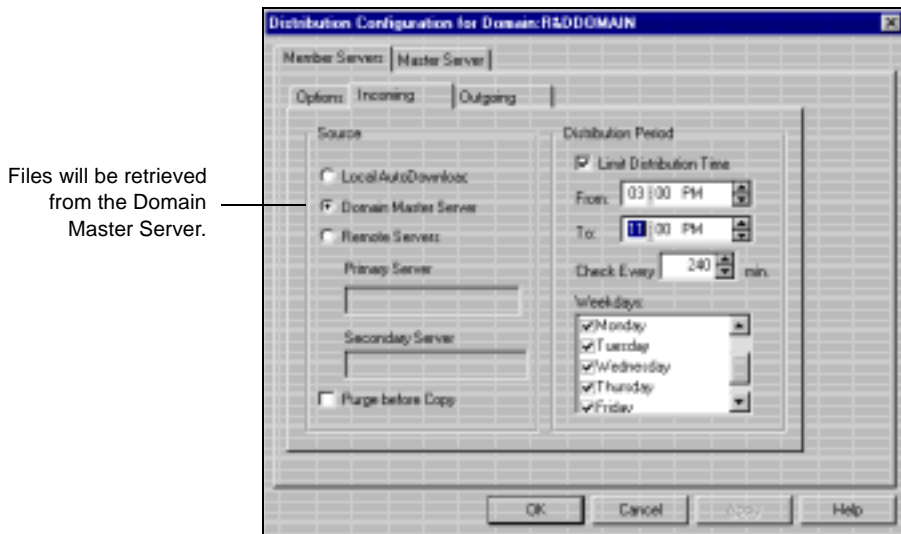 Distribution Configuration for Domain:R&DDOMAIN
Member Servers Master Server
Options Incoming Outgoing
Files will be retrieved
from the Domain
Master Server.
Source
Local AutoDownload
Domain Master Server
Remote Servers
Primary Server
Secondary Server
Purge before Copy
Distribution Period
Limit Distribution Time
From: 03:00 PM
To: 11:00 PM
Check Every 240 min.
Weekdays:
Monday
Tuesday
Wednesday
Thursday
Friday
OK Cancel Apply Help